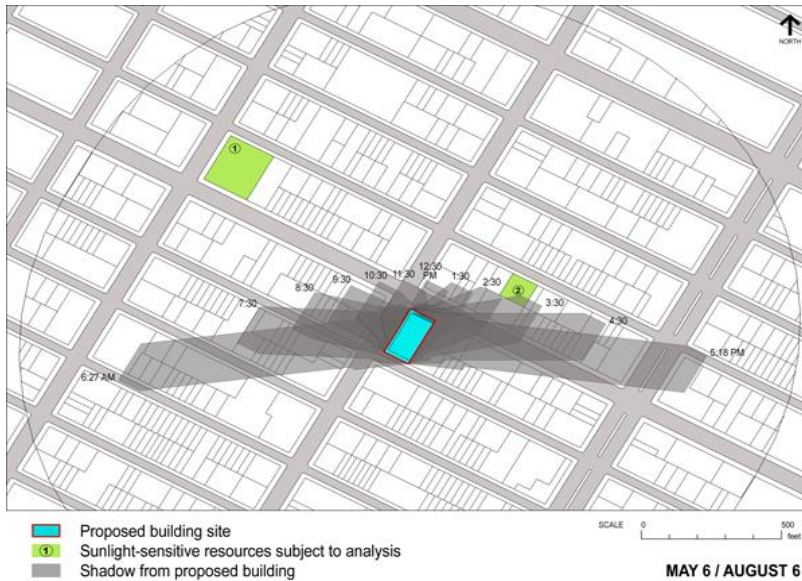 NORTH
①
12:30
PM
11:30
10:30
1:30
9:30
2:30
8:30
②
7:30
3:30
4:30
5:18 PM
6:27 AM
Proposed building site
① Sunlight-sensitive resources subject to analysis
Shadow from proposed building
SCALE 0 500
feet
MAY 6 / AUGUST 6